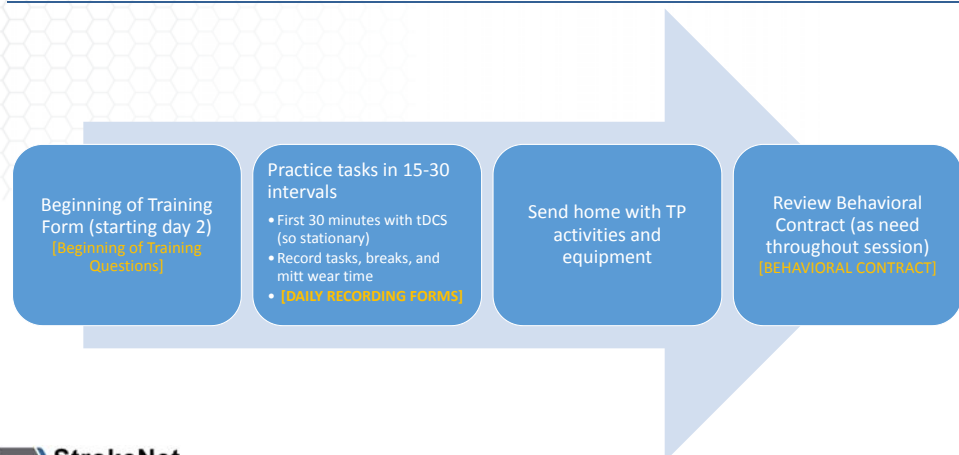 Beginning of Training
Form (starting day 2)
[Beginning of Training
Questions]
Practice tasks in 15-30
intervals
• First 30 minutes with tDCS
(so stationary)
• Record tasks, breaks, and
mitt wear time
• [DAILY RECORDING FORMS]
Send home with TP
activities and
equipment
Review Behavioral
Contract (as need
throughout session)
[BEHAVIORAL CONTRACT]
StrokeNet